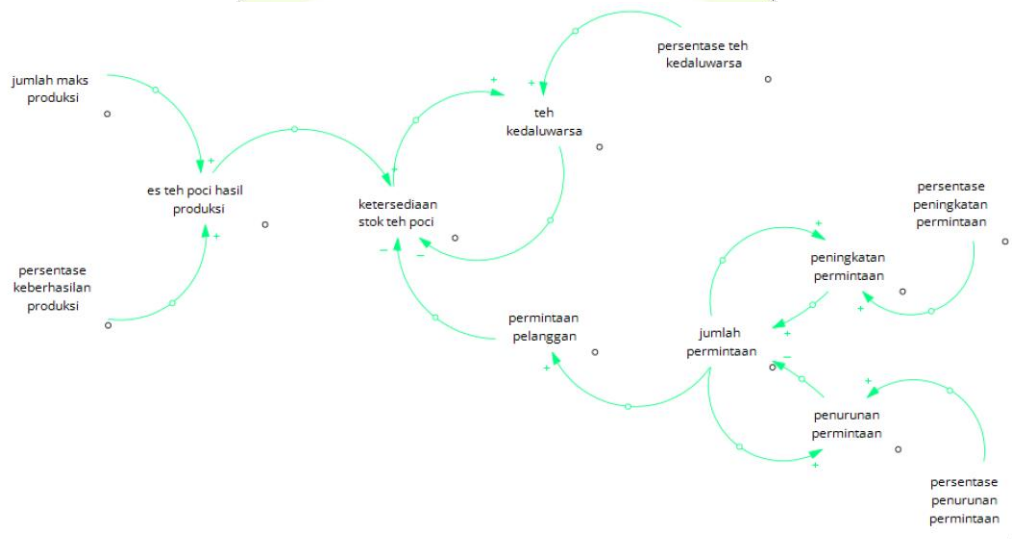 jumlah maks
produksi
persentase teh
kedaluwarsa
teh
kedaluwarsa
es teh poci hasil
produksi
ketersediaan
stok teh poci
persentase
peningkatan
permintaan
persentase
keberhasilan
produksi
peningkatan
permintaan
permintaan
pelanggan
jumlah
permintaan
penurunan
permintaan
persentase
penurunan
permintaan